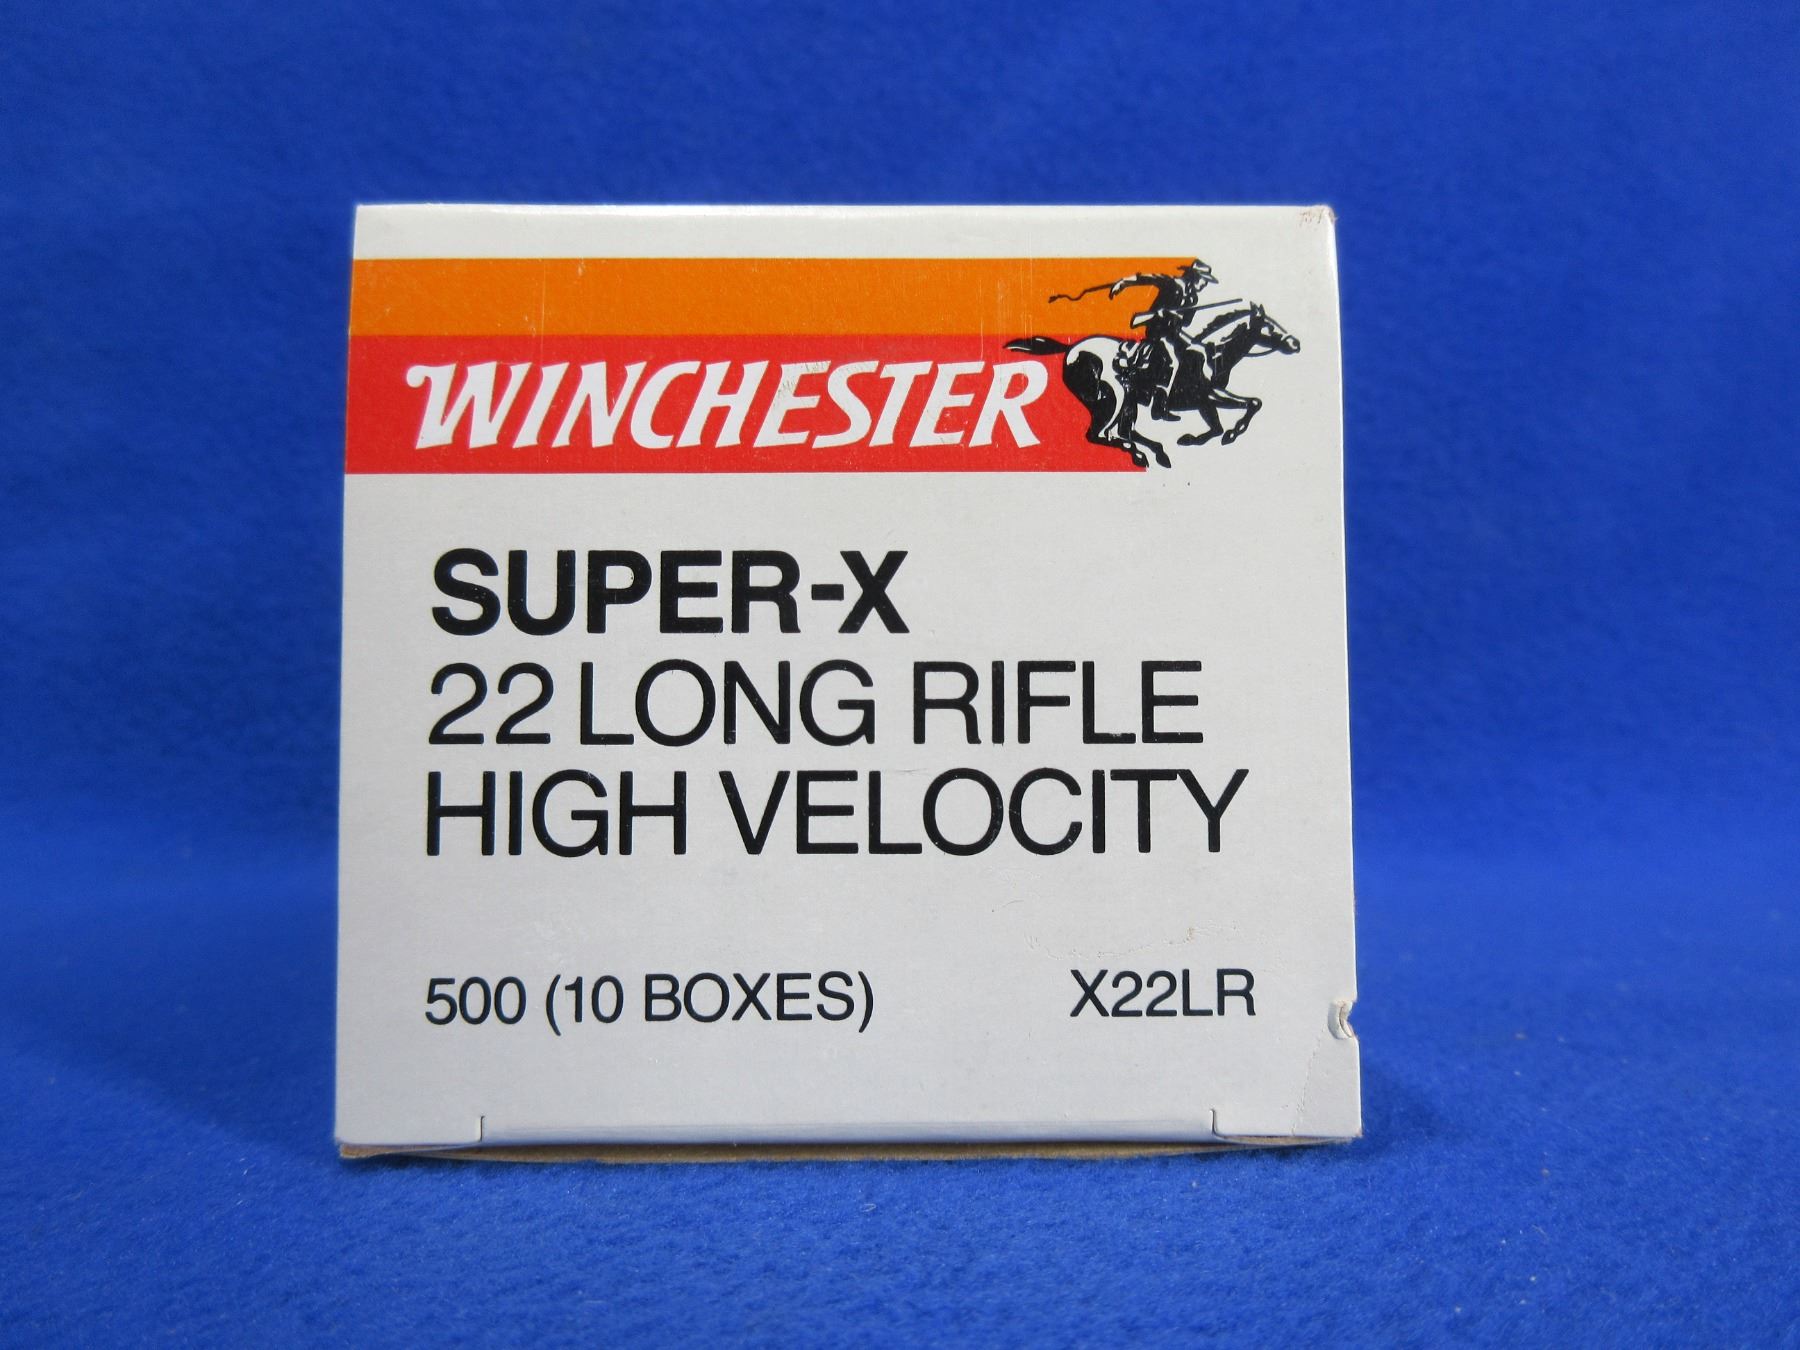 WINCHESTER
SUPER-X
22 LONG RIFLE
HIGH VELOCITY
500 (10 BOXES) X22LR